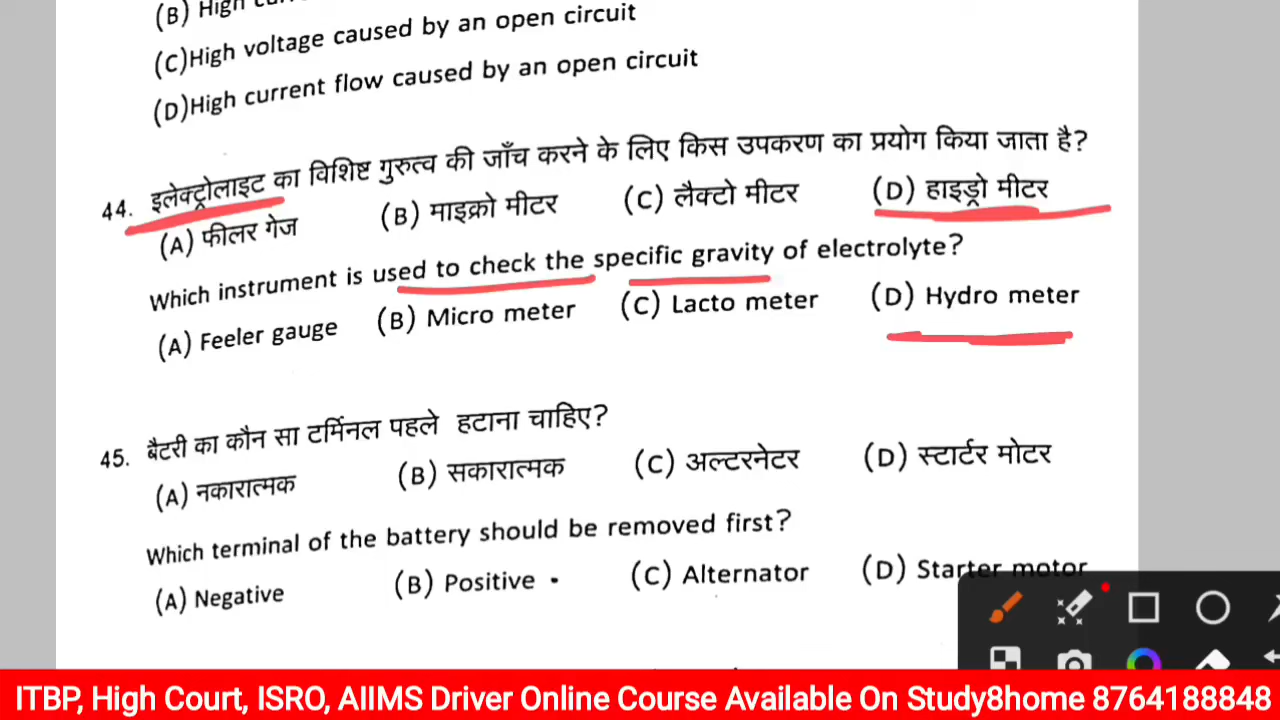 (B) High
(C)High voltage caused by an open circuit
(D)High current flow caused by an open circuit
44. इलेक्ट्रोलाइट का विशिष्ट गुरुत्व की जाँच करने के लिए किस उपकरण का प्रयोग किया जाता है?
(A) फीलर गेज (B) माइक्रो मीटर (C) लैक्टो मीटर (D) हाइड्रो मीटर
Which instrument is used to check the specific gravity of electrolyte?
(A) Feeler gauge (B) Micro meter (C) Lacto meter (D) Hydro meter
45. बैटरी का कौन सा टर्मिनल पहले हटाना चाहिए?
(A) नकारात्मक (B) सकारात्मक (C) अल्टरनेटर (D) स्टार्टर मोटर
Which terminal of the battery should be removed first?
(A) Negative (B) Positive (C) Alternator (D) Starter motor
ITBP, High Court, ISRO, AIIMS Driver Online Course Available On Study8home 8764188848